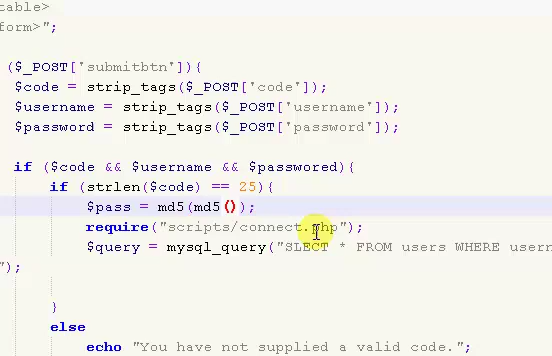 table>
form>";
($_POST['submitbtn']){
$code = strip_tags($_POST['code']);
$username = strip_tags($_POST['username']);
$password = strip_tags($_POST['password']);
if ($code && $username && $passwored){
if (strlen($code) == 25){
$pass = md5(md5());
require("scripts/connect.php");
$query = mysql_query("SLECT * FROM users WHERE usern
");
}
else
echo "You have not supplied a valid code.";